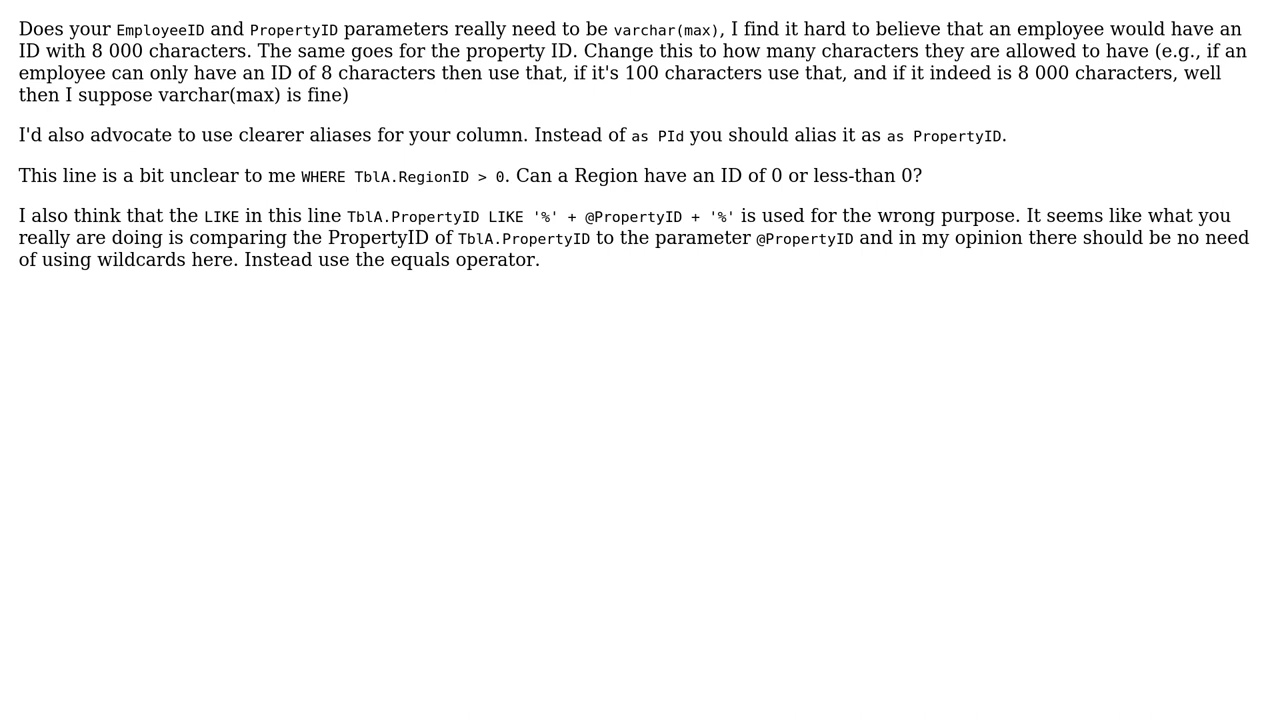 Does your EmployeeID and PropertyID parameters really need to be varchar(max), I find it hard to believe that an employee would have an
ID with 8 000 characters. The same goes for the property ID. Change this to how many characters they are allowed to have (e.g., if an
employee can only have an ID of 8 characters then use that, if it's 100 characters use that, and if it indeed is 8 000 characters, well
then I suppose varchar(max) is fine)
I'd also advocate to use clearer aliases for your column. Instead of as PId you should alias it as as PropertyID.
This line is a bit unclear to me WHERE TblA.RegionID > 0. Can a Region have an ID of 0 or less-than 0?
I also think that the LIKE in this line TblA.PropertyID LIKE '%' + @PropertyID + '%' is used for the wrong purpose. It seems like what you
really are doing is comparing the PropertyID of TblA.PropertyID to the parameter @PropertyID and in my opinion there should be no need
of using wildcards here. Instead use the equals operator.